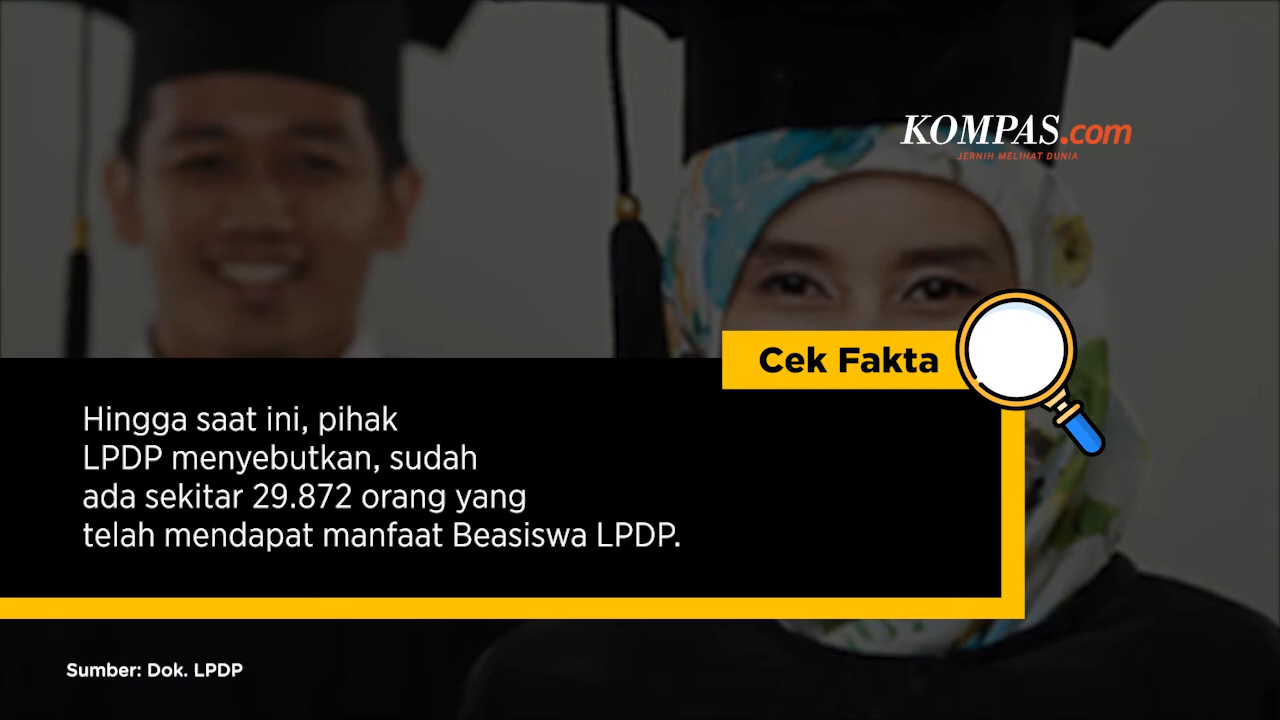 KOMPAS.com
JERNIH MELIHAT DUNIA
Cek Fakta
Hingga saat ini, pihak
LPDP menyebutkan, sudah
ada sekitar 29.872 orang yang
telah mendapat manfaat Beasiswa LPDP.
Sumber: Dok. LPDP